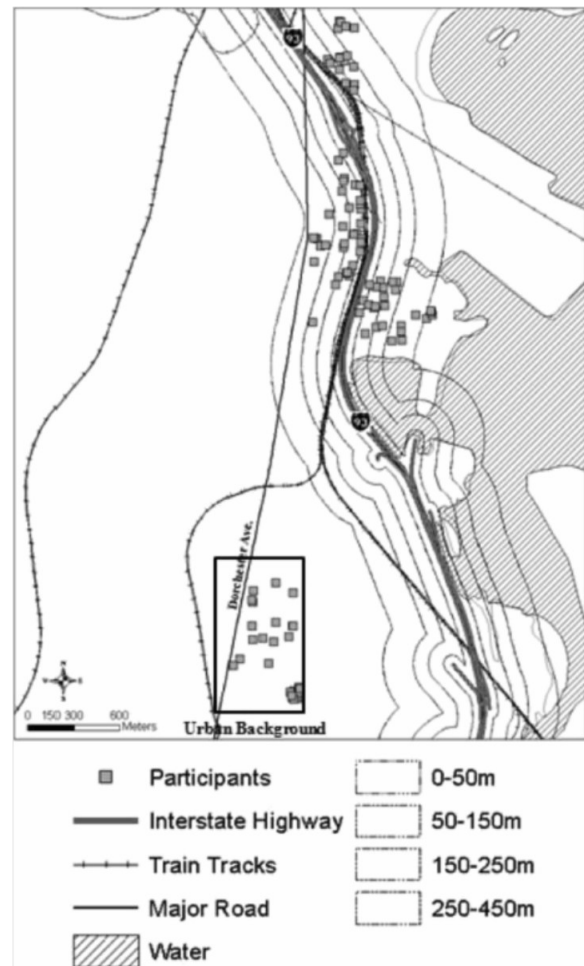 93
93
Dorchester Ave.
N
W E
S
0 150 300 600
Meters
Urban Background
Participants
Interstate Highway
Train Tracks
Major Road
Water
0-50m
50-150m
150-250m
250-450m